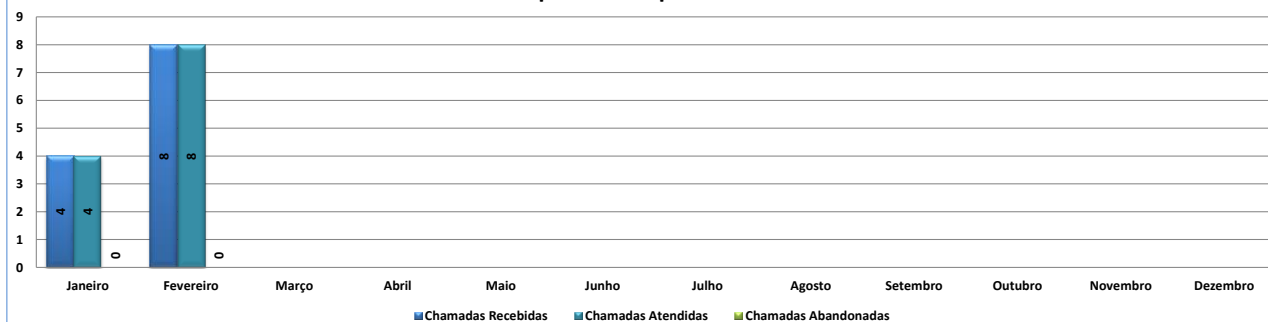 9
8
7
6
5
4
3
2
1
0
4 4 0
8 8 0
Janeiro Fevereiro Março Abril Maio Junho Julho Agosto Setembro Outubro Novembro Dezembro
Chamadas Recebidas Chamadas Atendidas Chamadas Abandonadas